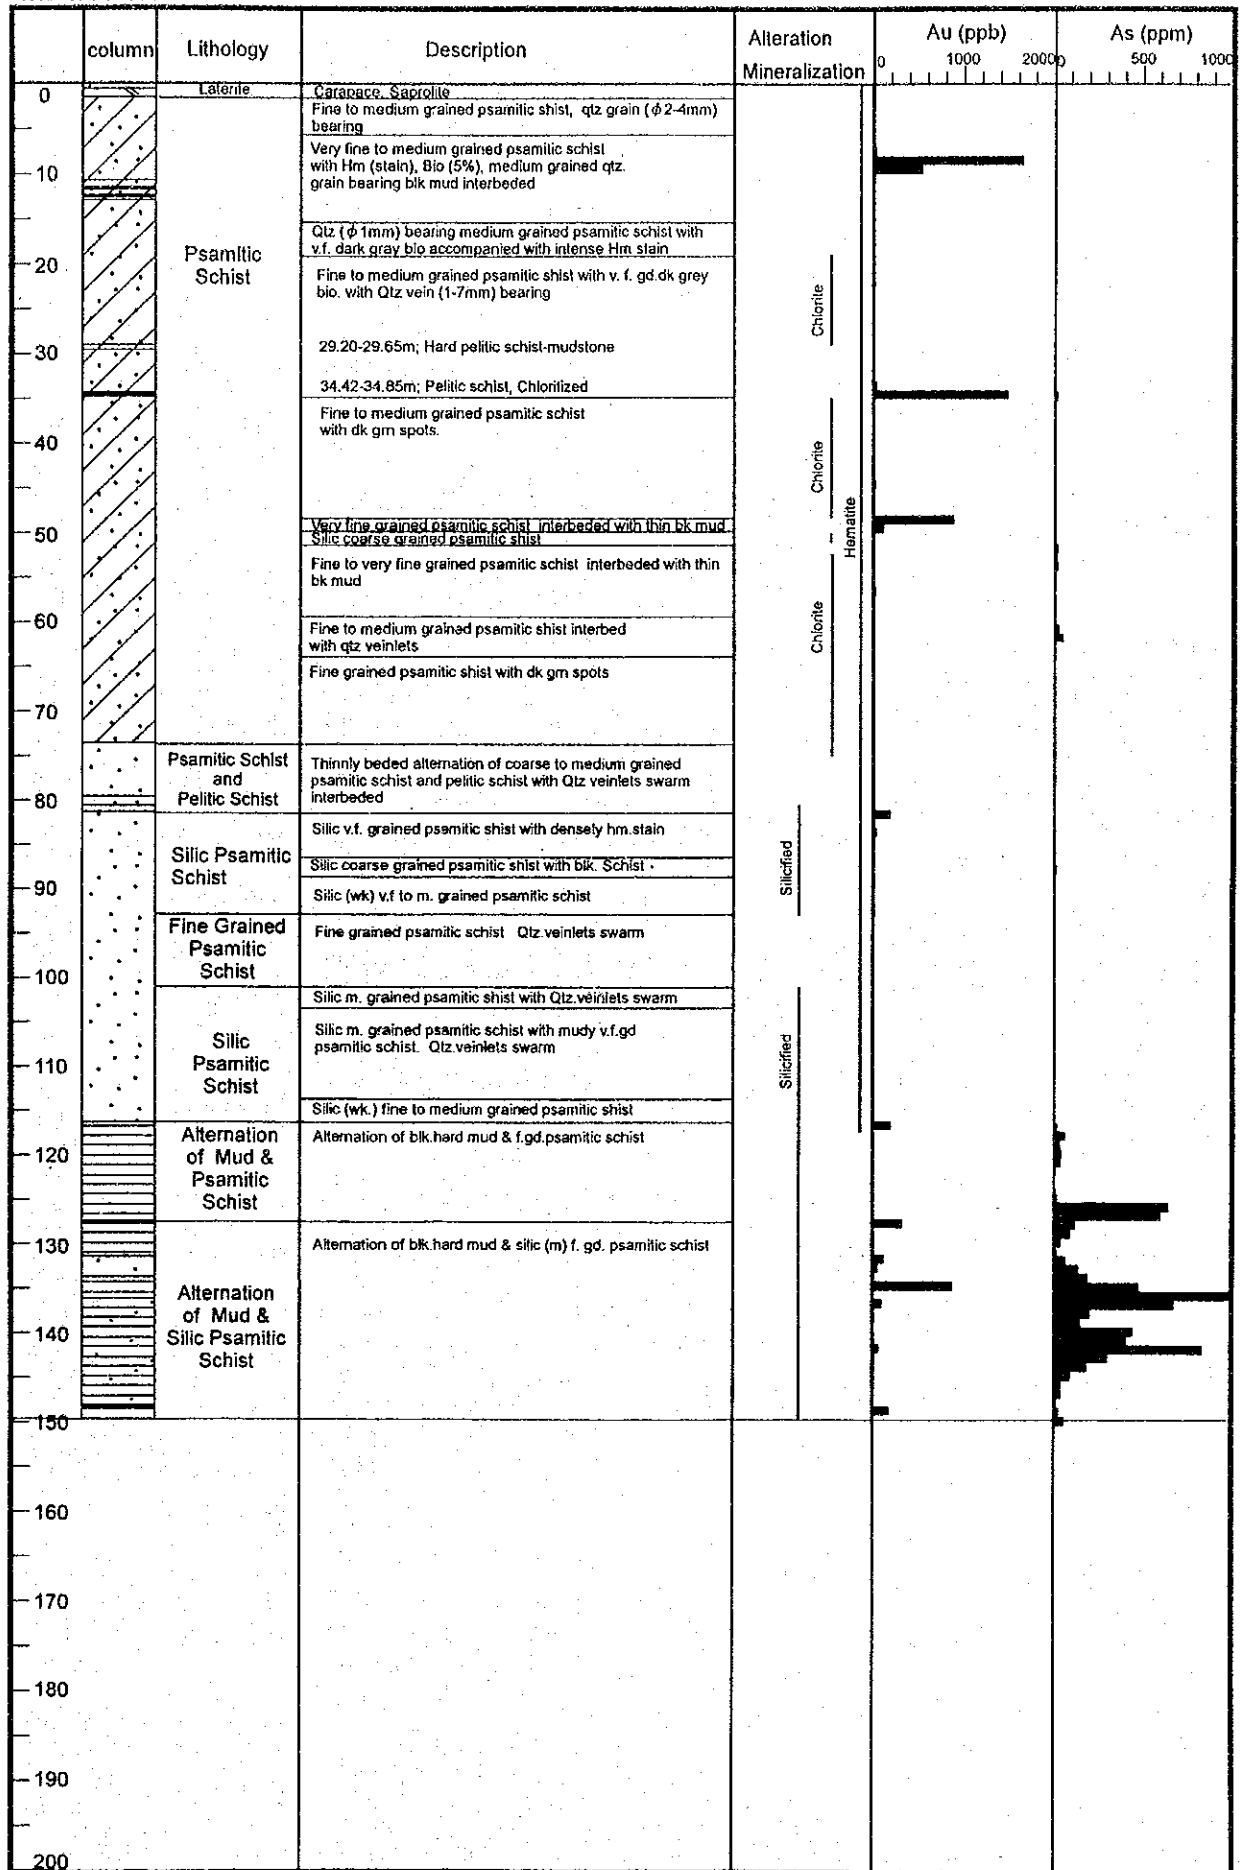 column
Lithology
Description
Alteration
Mineralization
Au (ppb)
0 1000 2000
As (ppm)
0 500 1000
0
Laterite
Carapace, Saprolite
Fine to medium grained psamitic shist, qtz grain (ϕ2-4mm)
bearing
Very fine to medium grained psamitic schist
with Hm (stain), Bio (5%), medium grained qtz.
grain bearing blk mud interbeded
10
Qtz (ϕ1mm) bearing medium grained psamitic schist with
v.f. dark gray bio accompanied with intense Hm stain
Psamitic
Schist
20
Fine to medium grained psamitic shist with v. f. gd.dk grey
bio. with Qtz vein (1-7mm) bearing
Chlorite
29.20-29.65m; Hard pelitic schist-mudstone
30
34.42-34.85m; Pelitic schist, Chloritized
Fine to medium grained psamitic schist
with dk grn spots.
40
Chlorite
Hematite
Very fine grained psamitic schist interbeded with thin bk mud
50
Silic coarse grained psamitic shist
Fine to very fine grained psamitic schist interbeded with thin
bk mud
60
Fine to medium grained psamitic shist interbed
with qtz veinlets
Chlorite
Fine grained psamitic shist with dk grn spots
70
Psamitic Schist
and
Pelitic Schist
Thinnly beded alternation of coarse to medium grained
psamitic schist and pelitic schist with Qtz veinlets swarm
interbeded
80
Silic v.f. grained psamitic shist with densely hm.stain
Silic Psamitic
Schist
Silic coarse grained psamitic shist with blk. Schist
Silicified
90
Silic (wk) v.f to m. grained psamitic schist
Fine Grained
Psamitic
Schist
Fine grained psamitic schist Qtz.veinlets swarm
100
Silic m. grained psamitic shist with Qtz.veinlets swarm
Silic m. grained psamitic schist with mudy v.f.gd
psamitic schist. Qtz.veinlets swarm
Silic
Psamitic
Schist
Silicified
110
Silic (wk.) fine to medium grained psamitic shist
Alternation
of Mud &
Psamitic
Schist
Alternation of blk.hard mud & f.gd.psamitic schist
120
130
Alternation of blk.hard mud & silic (m) f. gd. psamitic schist
Alternation
of Mud &
Silic Psamitic
Schist
140
150
160
170
180
190
200